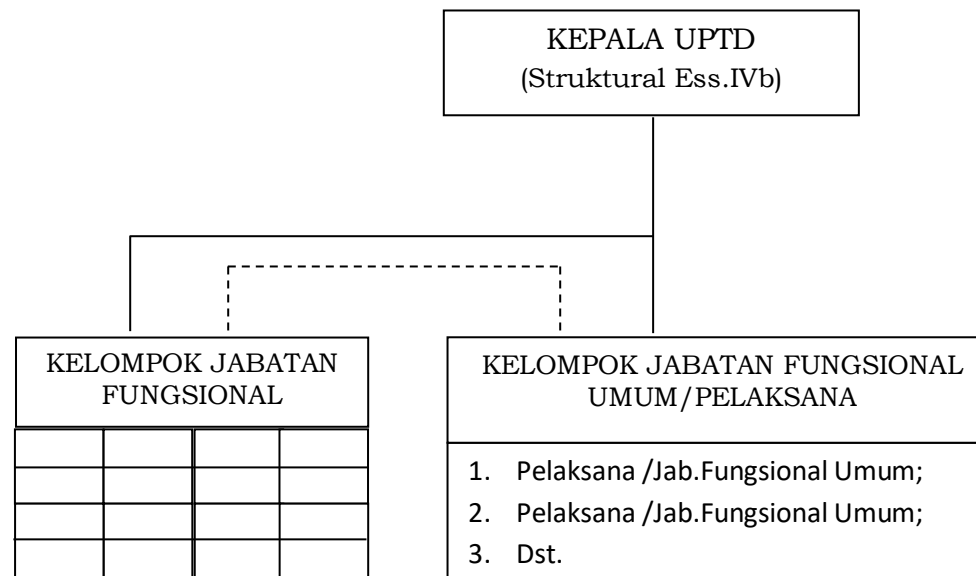 KEPALA UPTD
(Struktural Ess.IVb)
KELOMPOK JABATAN
FUNGSIONAL
KELOMPOK JABATAN FUNGSIONAL
UMUM/PELAKSANA
1. Pelaksana /Jab.Fungsional Umum;
2. Pelaksana /Jab.Fungsional Umum;
3. Dst.